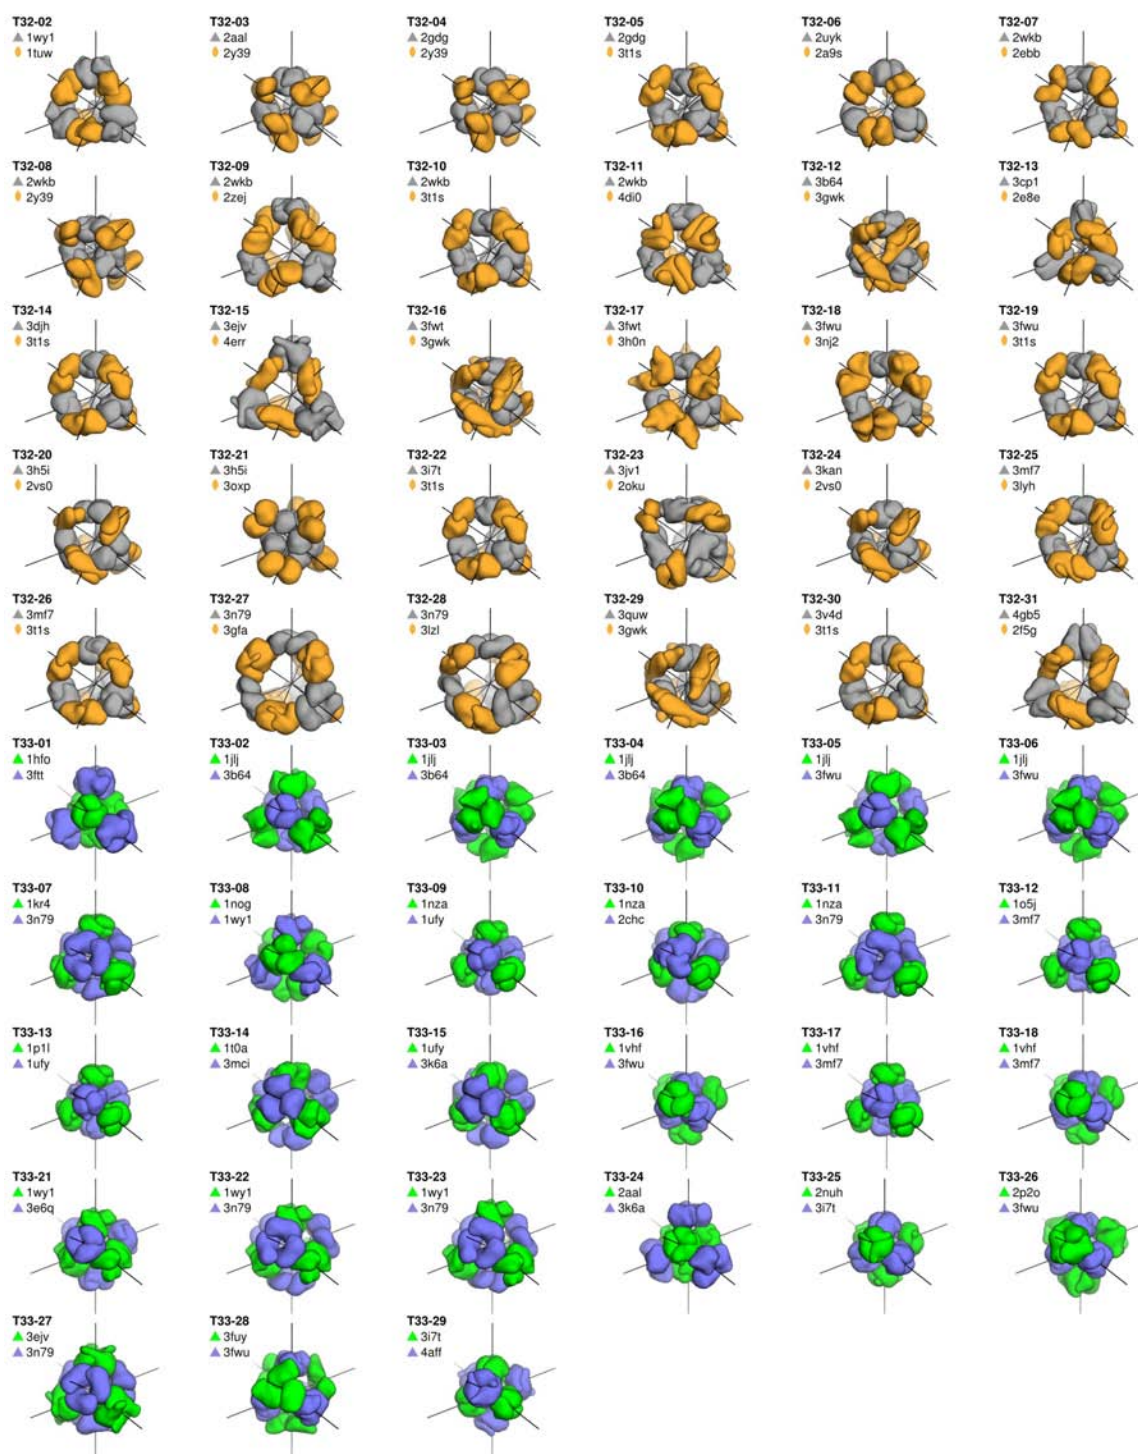 T32-02
1wy1
1tuw
T32-03
2aal
2y39
T32-04
2gdg
2y39
T32-05
2gdg
3t1s
T32-06
2uyk
2a9s
T32-07
2wkb
2ebb
T32-08
2wkb
2y39
T32-09
2wkb
2zej
T32-10
2wkb
3t1s
T32-11
2wkb
4di0
T32-12
3b64
3gwk
T32-13
3cp1
2e8e
T32-14
3djh
3t1s
T32-15
3ejv
4err
T32-16
3fwt
3gwk
T32-17
3fwt
3h0n
T32-18
3fwu
3nj2
T32-19
3fwu
3t1s
T32-20
3h5i
2vs0
T32-21
3h5i
3oxp
T32-22
3i7t
3t1s
T32-23
3jv1
2oku
T32-24
3kan
2vs0
T32-25
3mf7
3lyh
T32-26
3mf7
3t1s
T32-27
3n79
3gfa
T32-28
3n79
3lzl
T32-29
3quw
3gwk
T32-30
3v4d
3t1s
T32-31
4gb5
2f5g
T33-01
1hfo
3ftt
T33-02
1jlj
3b64
T33-03
1jlj
3b64
T33-04
1jlj
3b64
T33-05
1jlj
3fwu
T33-06
1jlj
3fwu
T33-07
1kr4
3n79
T33-08
1nog
1wy1
T33-09
1nza
1ufy
T33-10
1nza
2chc
T33-11
1nza
3n79
T33-12
1o5j
3mf7
T33-13
1p1l
1ufy
T33-14
1t0a
3mci
T33-15
1ufy
3k6a
T33-16
1vhf
3fwu
T33-17
1vhf
3mf7
T33-18
1vhf
3mf7
T33-21
1wy1
3e6q
T33-22
1wy1
3n79
T33-23
1wy1
3n79
T33-24
2aal
3k6a
T33-25
2nuh
3i7t
T33-26
2p2o
3fwu
T33-27
3ejv
3n79
T33-28
3fuy
3fwu
T33-29
3i7t
4aff